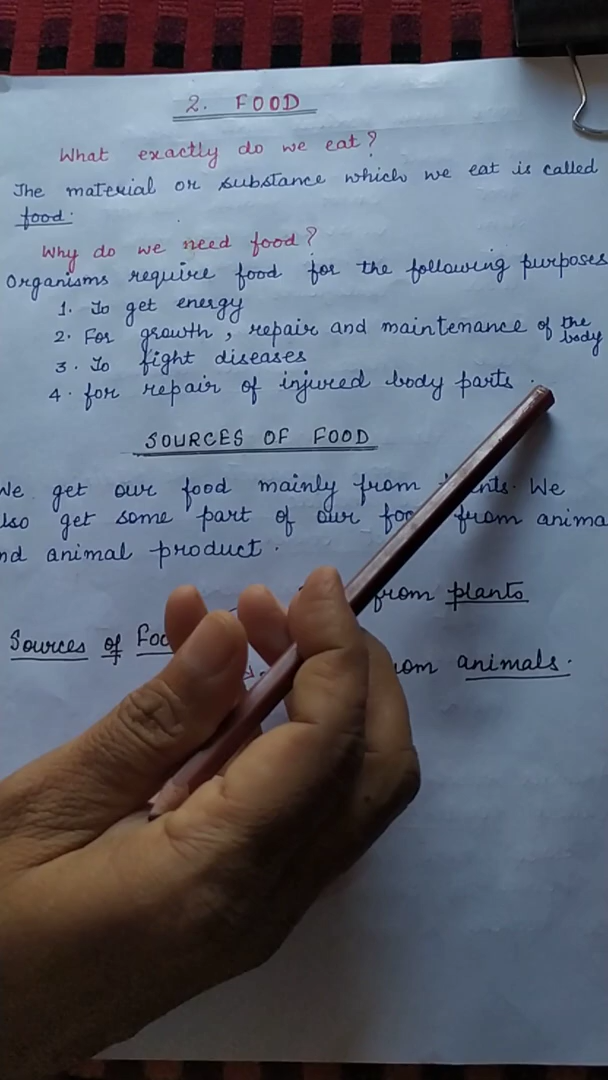 2. FOOD
What exactly do we eat?
The material or substance which we eat is called
food.
Why do we need food?
Organisms require food for the following purposes
1. To get energy
2. For growth, repair and maintenance of the body
3. To fight diseases
4. for repair of injured body parts.
SOURCES OF FOOD
We get our food mainly from We
get some part of our from
animal product.
from plants
Sources of
animals.